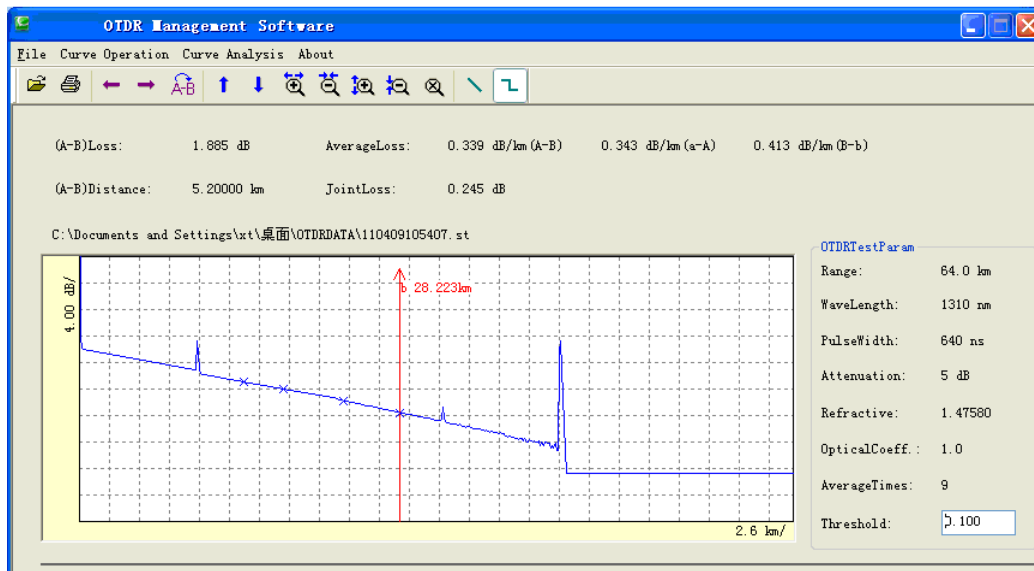 OTDR Management Software
File Curve Operation Curve Analysis About
A-B
(A-B)Loss: 1.885 dB AverageLoss: 0.339 dB/km(A-B) 0.343 dB/km(a-A) 0.413 dB/km(B-b)
(A-B)Distance: 5.20000 km JointLoss: 0.245 dB
C:\Documents and Settings\xt\桌面\OTDRDATA\110409105407.st
4.00 dB/
b 28.223km
2.6 km/
OTDRTestParam
Range: 64.0 km
WaveLength: 1310 nm
PulseWidth: 640 ns
Attenuation: 5 dB
Refractive: 1.47580
OpticalCoeff.: 1.0
AverageTimes: 9
Threshold: 0.100